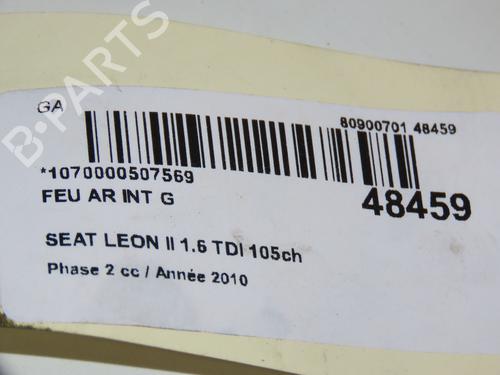 B-PARTS
GA
80900701 48459
*1070000507569
FEU AR INT G
48459
SEAT LEON II 1.6 TDI 105ch
Phase 2 cc / Année 2010